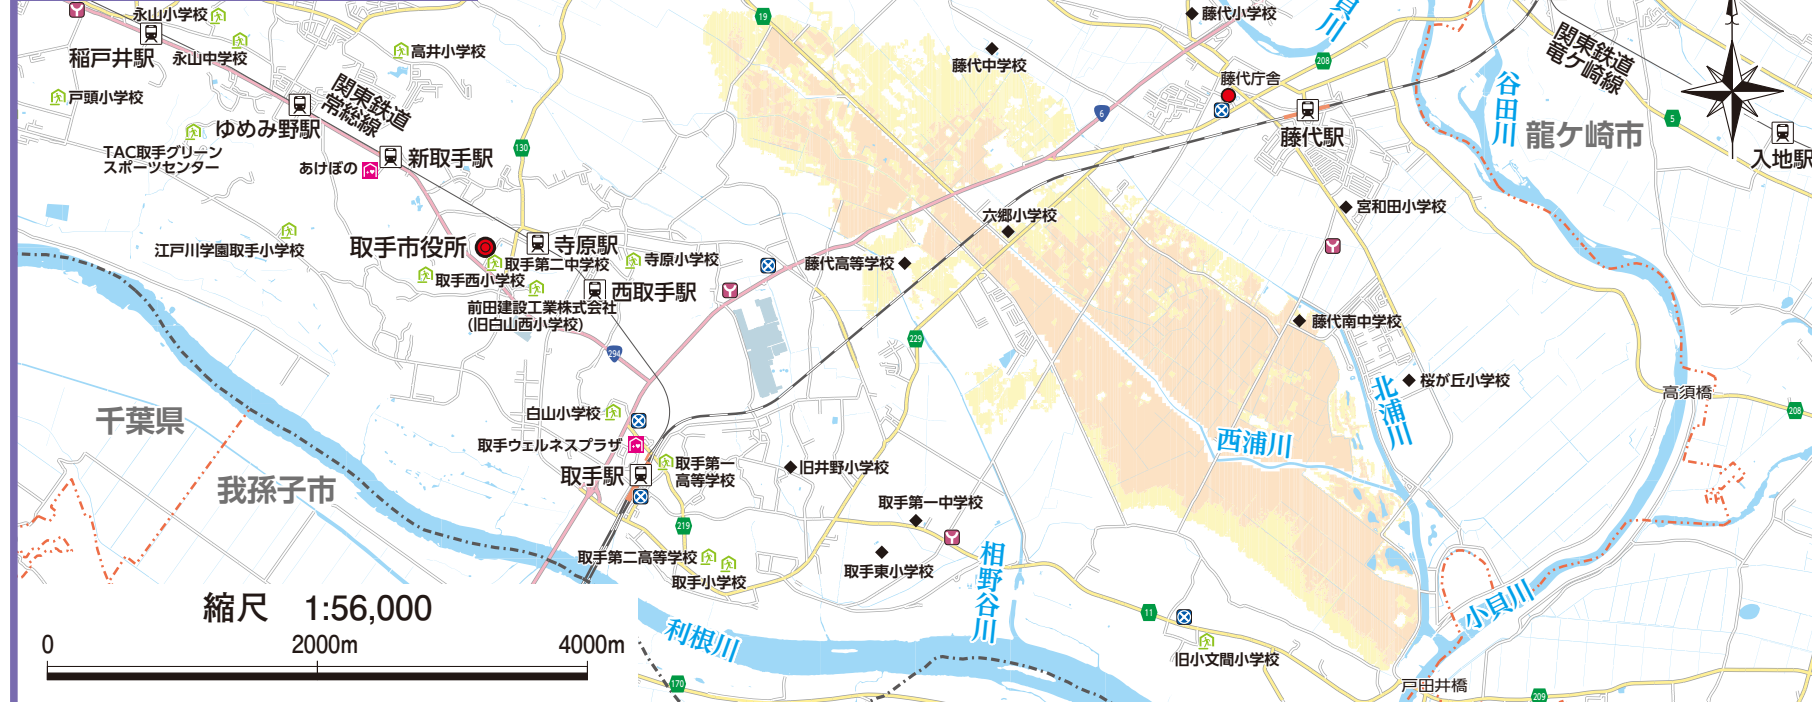 永山小学校
稲戸井駅
永山中学校
高井小学校
戸頭小学校
関東鉄道
常総線
ゆめみ野駅
TAC取手グリーン
スポーツセンター
あけぼの
新取手駅
130
19
藤代中学校
藤代小学校
貝川
208
藤代庁舎
6
藤代駅
関東鉄道
竜ケ崎線
谷田川
龍ケ崎市
5
入地駅
江戸川学園取手小学校
取手市役所
寺原駅
取手第二中学校
寺原小学校
取手西小学校
西取手駅
前田建設工業株式会社
(旧白山西小学校)
六郷小学校
藤代高等学校
宮和田小学校
藤代南中学校
294
229
桜が丘小学校
北浦川
高須橋
208
千葉県
我孫子市
白山小学校
取手ウェルネスプラザ
取手駅
取手第一
高等学校
旧井野小学校
西浦川
219
取手第一中学校
取手第二高等学校
取手小学校
取手東小学校
相野谷川
11
小貝川
利根川
旧小文間小学校
戸田井橋
170
209
縮尺 1:56,000
0 2000m 4000m